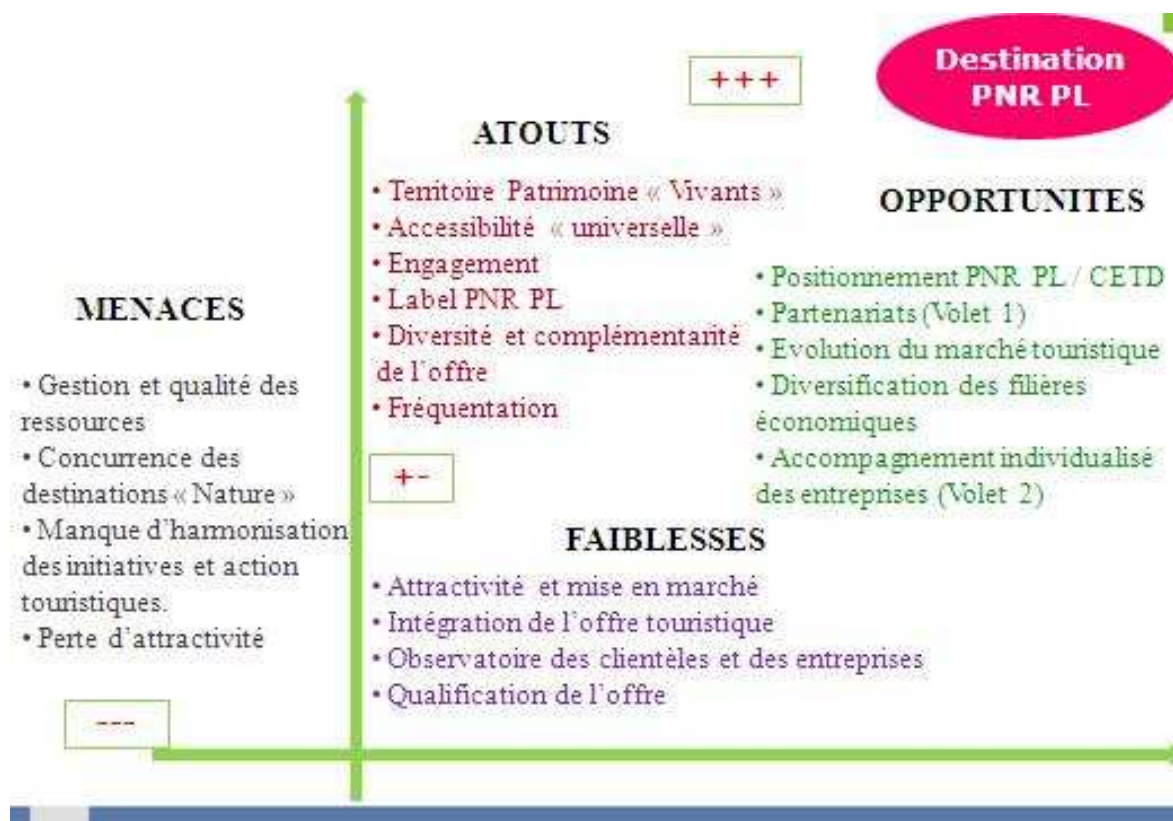 Destination
PNR PL
+++
ATOUTS
• Territoire Patrimoine « Vivants »
• Accessibilité « universelle »
• Engagement
• Label PNR PL
• Diversité et complémentarité
de l'offre
• Fréquentation
OPPORTUNITES
• Positionnement PNR PL / CETD
• Partenariats (Volet 1)
• Evolution du marché touristique
• Diversification des filières
économiques
• Accompagnement individualisé
des entreprises (Volet 2)
MENACES
• Gestion et qualité des
ressources
• Concurrence des
destinations « Nature »
• Manque d'harmonisation
des initiatives et action
touristiques.
• Perte d'attractivité
+-
FAIBLESSES
• Attractivité et mise en marché
• Intégration de l'offre touristique
• Observatoire des clientèles et des entreprises
• Qualification de l'offre
---